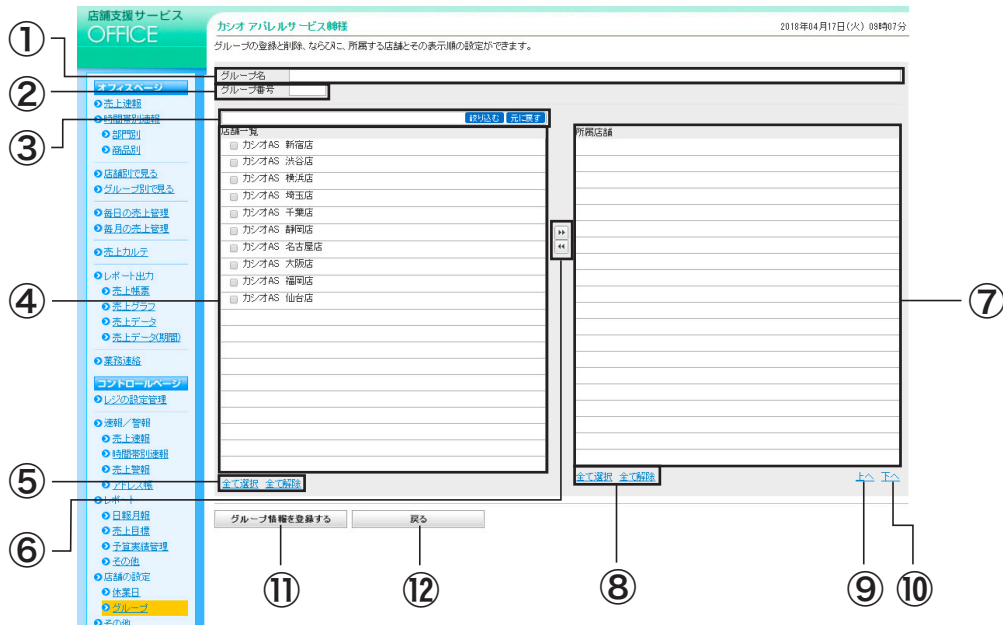 店舗支援サービス
OFFICE
カシオ アパレルサービス㈱様
2018年04月17日(火) 09時07分
グループの登録と削除、ならびに、所属する店舗とその表示順の設定ができます。
①
グループ名
②
グループ番号
③
絞り込む 元に戻す
店舗一覧
カシオAS 新宿店
カシオAS 渋谷店
カシオAS 横浜店
カシオAS 埼玉店
カシオAS 千葉店
カシオAS 静岡店
カシオAS 名古屋店
カシオAS 大阪店
カシオAS 福岡店
カシオAS 仙台店
④
⑤
全て選択 全て解除
⑥
所属店舗
⑦
全て選択 全て解除
上へ 下へ
⑧
⑨
⑩
グループ情報を登録する
戻る
⑪
⑫
オフィスページ
売上速報
時間帯別速報
部門別
商品別
店舗別で見る
グループ別で見る
毎日の売上管理
毎月の売上管理
売上カルテ
レポート出力
売上帳票
売上グラフ
売上データ
売上データ(期間)
業務連絡
コントロールページ
レジの設定管理
速報/警報
売上速報
時間帯別速報
売上警報
アドレス帳
レポート
日報月報
売上目標
予算実績管理
その他
店舗の設定
休業日
グループ
その他